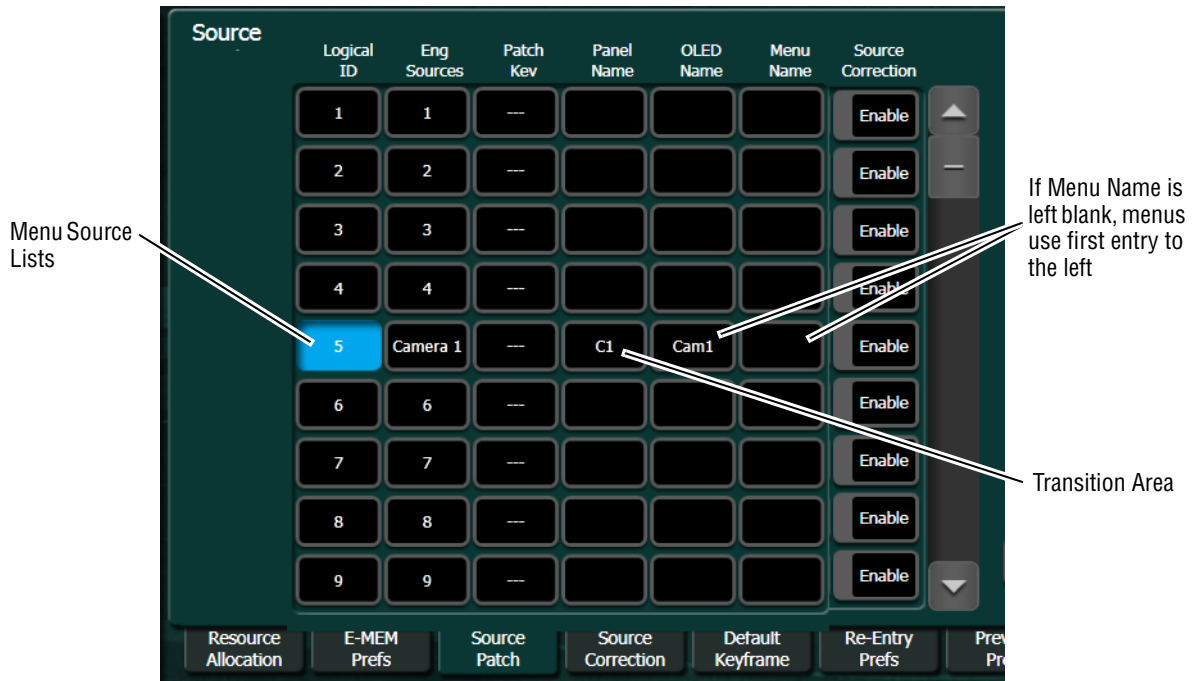 Source
Logical
ID
Eng
Sources
Patch
Kev
Panel
Name
OLED
Name
Menu
Name
Source
Correction
1 1 --- Enable
2 2 --- Enable
3 3 --- Enable
4 4 --- Enable
5 Camera 1 --- C1 Cam1 Enable
6 6 --- Enable
7 7 --- Enable
8 8 --- Enable
9 9 --- Enable
Menu Source
Lists
If Menu Name is
left blank, menus
use first entry to
the left
Transition Area
Resource
Allocation
E-MEM
Prefs
Source
Patch
Source
Correction
Default
Keyframe
Re-Entry
Prefs